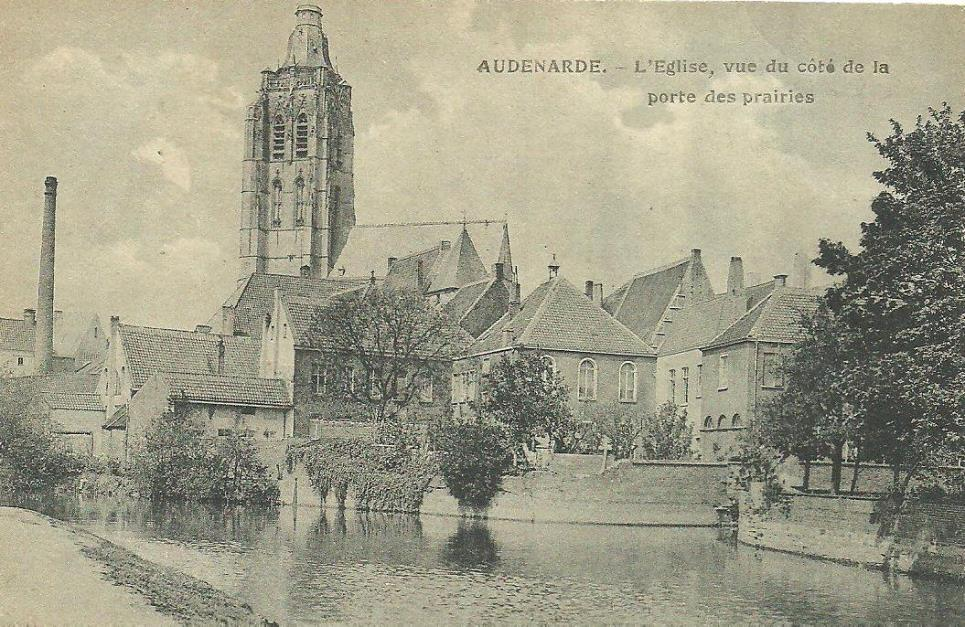 AUDENARDE. - L'Eglise, vue du côté de la
porte des prairies